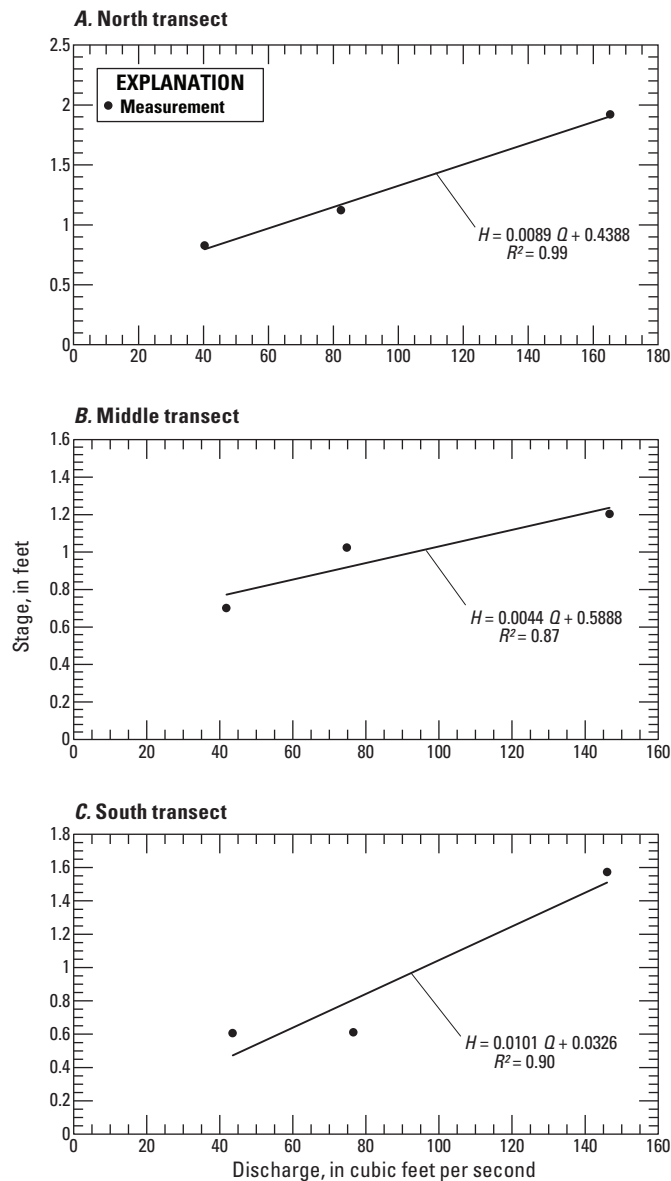 A. North transect
2.5
2
1.5
1
0.5
0
EXPLANATION
Measurement
H = 0.0089 Q + 0.4388
R² = 0.99
0 20 40 60 80 100 120 140 160 180
B. Middle transect
Stage, in feet
1.6
1.4
1.2
1
0.8
0.6
0.4
0.2
0
H = 0.0044 Q + 0.5888
R² = 0.87
0 20 40 60 80 100 120 140 160
C. South transect
1.8
1.6
1.4
1.2
1
0.8
0.6
0.4
0.2
0
H = 0.0101 Q + 0.0326
R² = 0.90
0 20 40 60 80 100 120 140 160
Discharge, in cubic feet per second